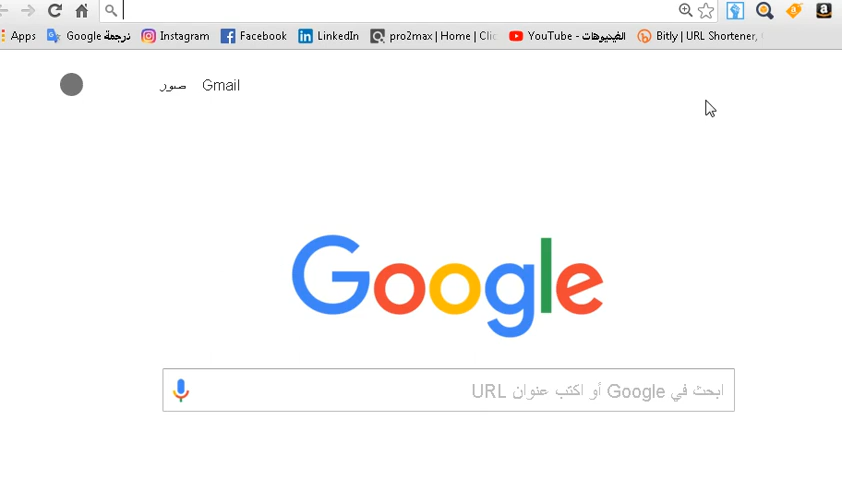 Apps Google ترجمة Instagram Facebook LinkedIn pro2max | Home | Clic YouTube - الفيديوهات Bitly | URL Shortener,
صور Gmail
Google
ابحث في Google أو اكتب عنوان URL